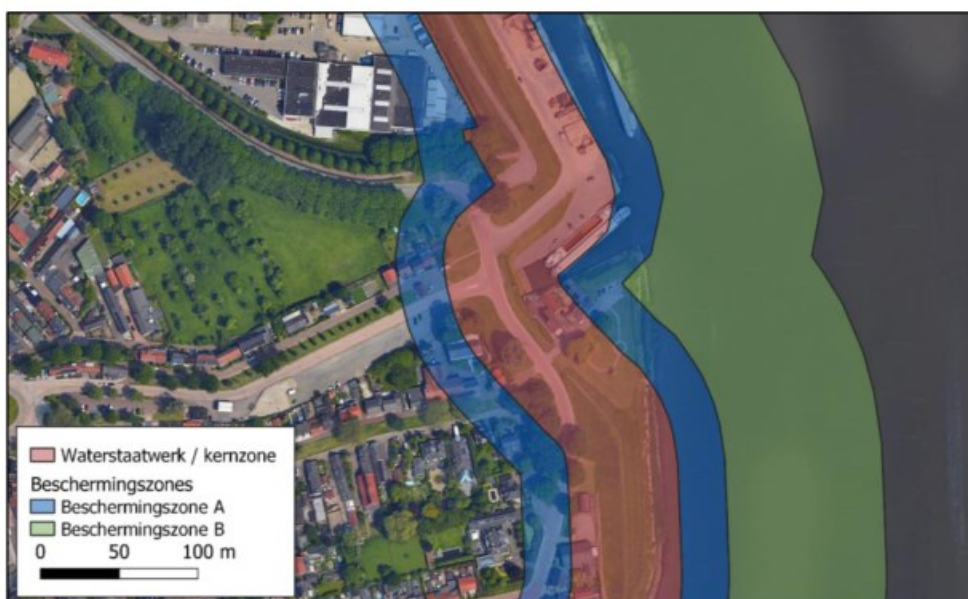 Waterstaatwerk / kernzone
Beschermingszones
Beschermingszone A
Beschermingszone B
0 50 100 m